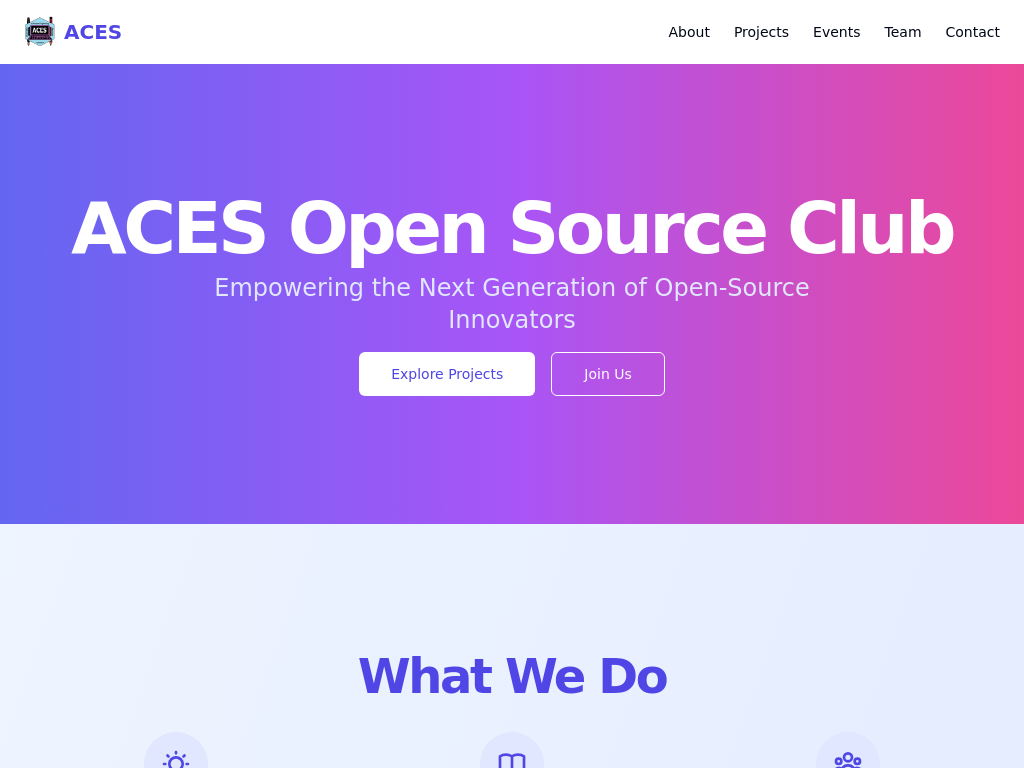 ACES
ACES
About
Projects
Events
Team
Contact
ACES Open Source Club
Empowering the Next Generation of Open-Source
Innovators
Explore Projects
Join Us
What We Do